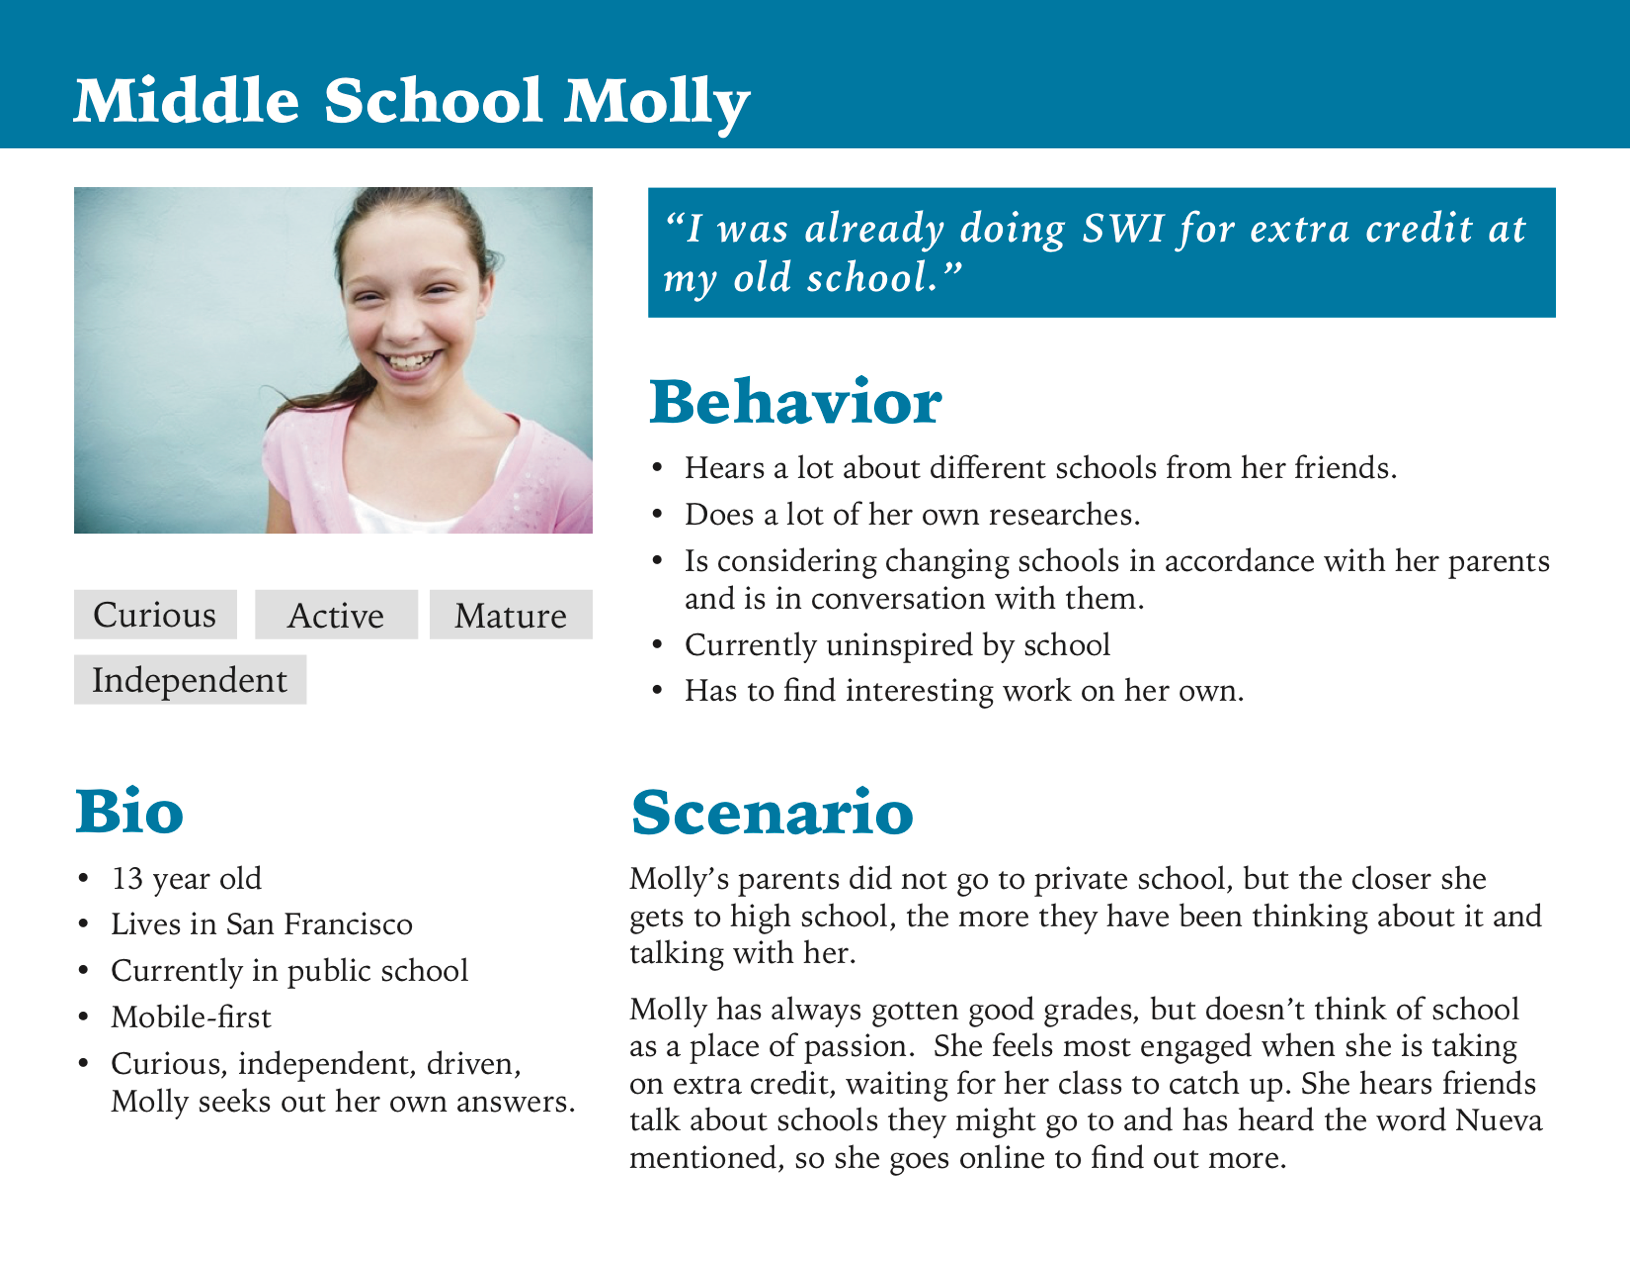 Middle School Molly
“I was already doing SWI for extra credit at
my old school.”
Curious
Active
Mature
Independent
Behavior
• Hears a lot about different schools from her friends.
• Does a lot of her own researches.
• Is considering changing schools in accordance with her parents
and is in conversation with them.
• Currently uninspired by school
• Has to find interesting work on her own.
Bio
• 13 year old
• Lives in San Francisco
• Currently in public school
• Mobile-first
• Curious, independent, driven,
Molly seeks out her own answers.
Scenario
Molly’s parents did not go to private school, but the closer she
gets to high school, the more they have been thinking about it and
talking with her.
Molly has always gotten good grades, but doesn’t think of school
as a place of passion.  She feels most engaged when she is taking
on extra credit, waiting for her class to catch up. She hears friends
talk about schools they might go to and has heard the word Nueva
mentioned, so she goes online to find out more.